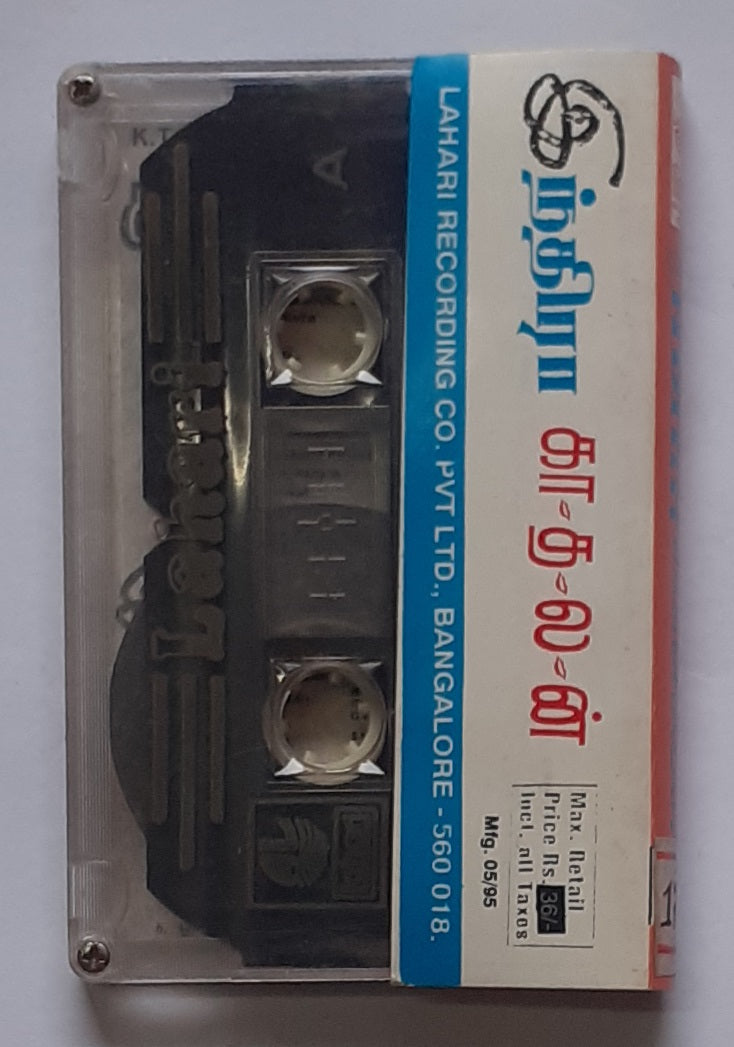 இந்திரா காதலன்
Max. Retail
Price Rs. 36/-
Incl. all Taxes
Mfg. 05/95
LAHARI RECORDING CO. PVT LTD., BANGALORE - 560 018.
A
Lahari